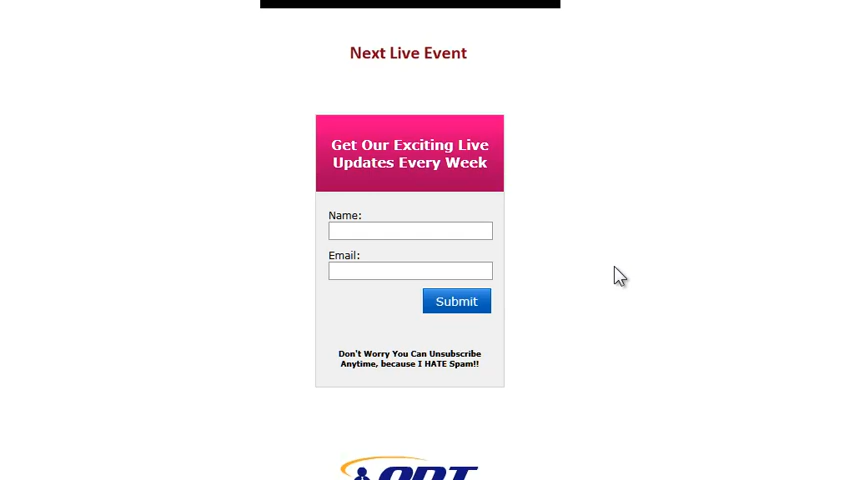 Next Live Event
Get Our Exciting Live
Updates Every Week
Name:
Email:
Submit
Don't Worry You Can Unsubscribe
Anytime, because I HATE Spam!!